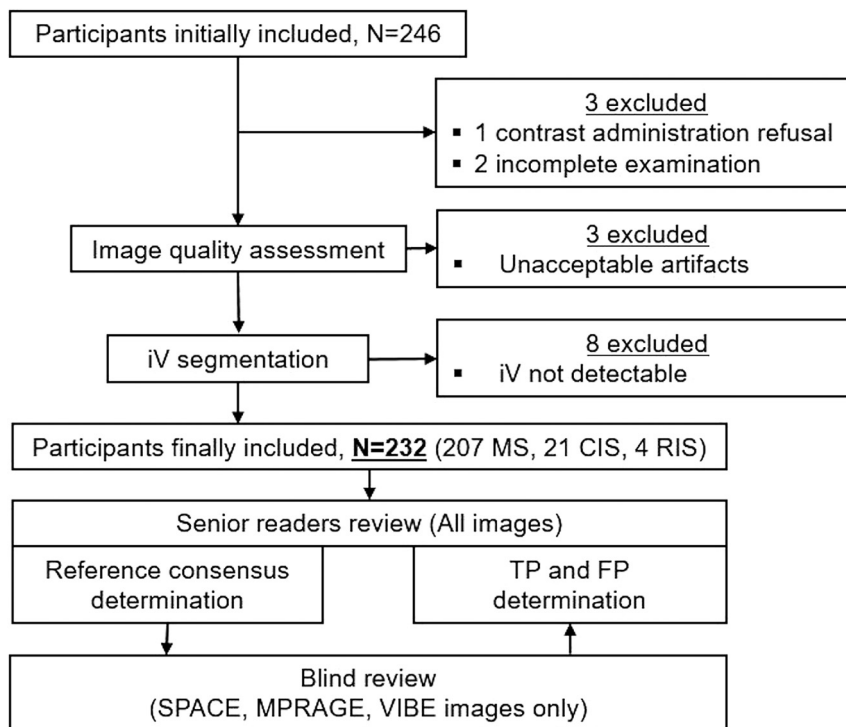 Participants initially included, N=246
3 excluded
▪ 1 contrast administration refusal
▪ 2 incomplete examination
Image quality assessment
3 excluded
▪ Unacceptable artifacts
iV segmentation
8 excluded
▪ iV not detectable
Participants finally included, N=232 (207 MS, 21 CIS, 4 RIS)
Senior readers review (All images)
Reference consensus
determination
TP and FP
determination
Blind review
(SPACE, MPRAGE, VIBE images only)